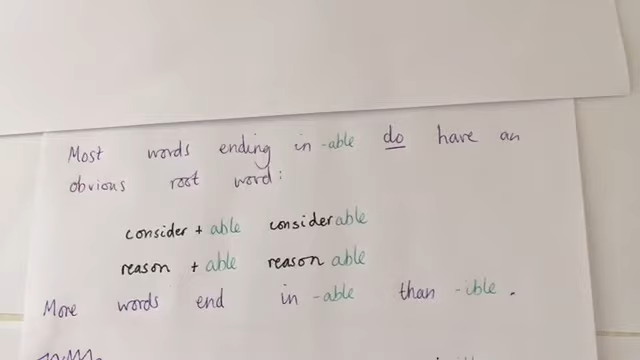 Most words ending in -able do have an
obvious root word:
consider + able considerable
reason + able reason able
More words end in -able than -ible.